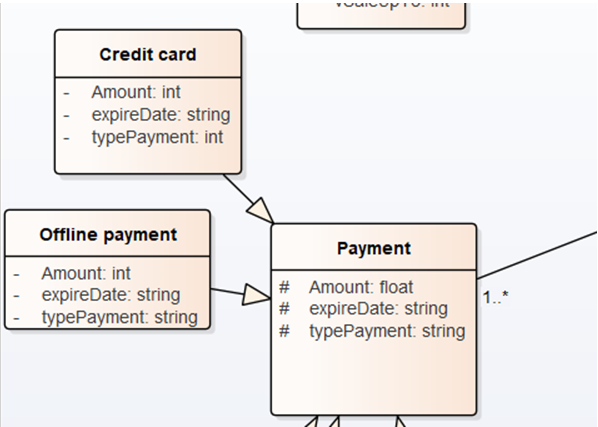 Credit card
- Amount: int
- expireDate: string
- typePayment: int
Offline payment
- Amount: int
- expireDate: string
- typePayment: string
Payment
# Amount: float
# expireDate: string
# typePayment: string
1..*